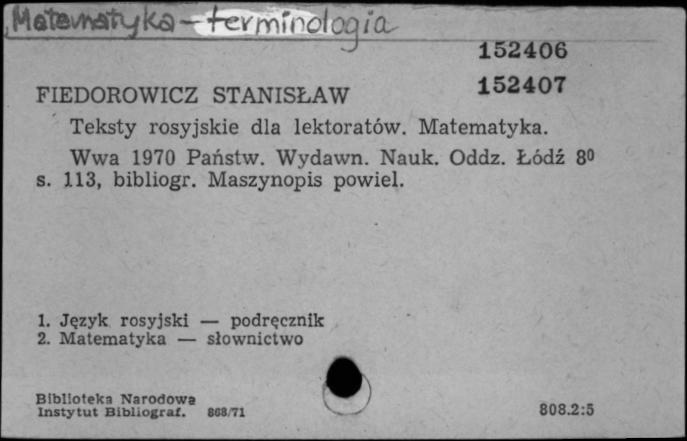 Matematyka - terminologia
152406
152407
FIEDOROWICZ STANISŁAW
Teksty rosyjskie dla lektoratów. Matematyka.
Wwa 1970 Państw. Wydawn. Nauk. Oddz. Łódź 8⁰
s. 113, bibliogr. Maszynopis powiel.
1. Język rosyjski — podręcznik
2. Matematyka — słownictwo
Biblioteka Narodowa
Instytut Bibliograf. 868/71
808.2:5